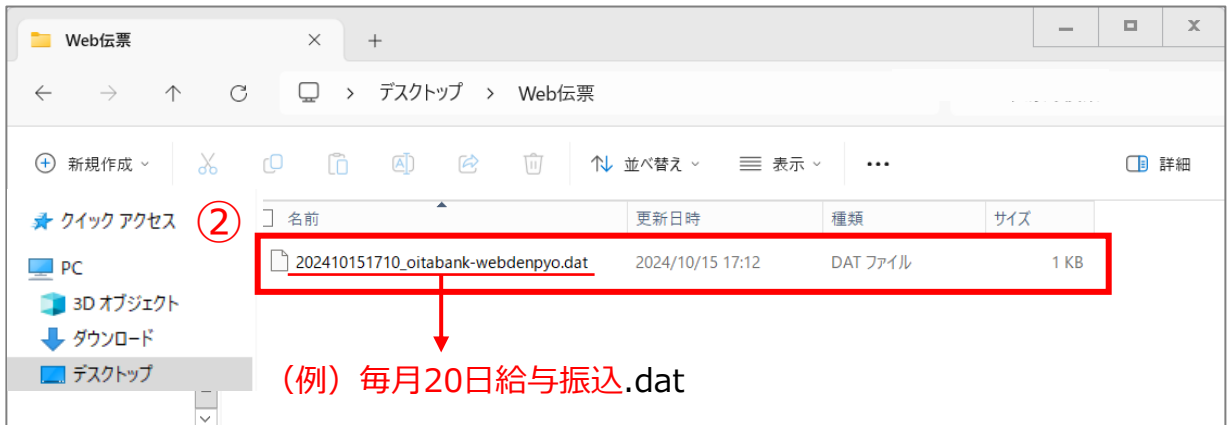 Web伝票
デスクトップ > Web伝票
新規作成 並べ替え 表示 ... 詳細
クイック アクセス
②
名前 更新日時 種類 サイズ
PC
202410151710_oitabank-webdenpyo.dat 2024/10/15 17:12 DAT ファイル 1 KB
3D オブジェクト
ダウンロード
デスクトップ
（例）毎月20日給与振込.dat